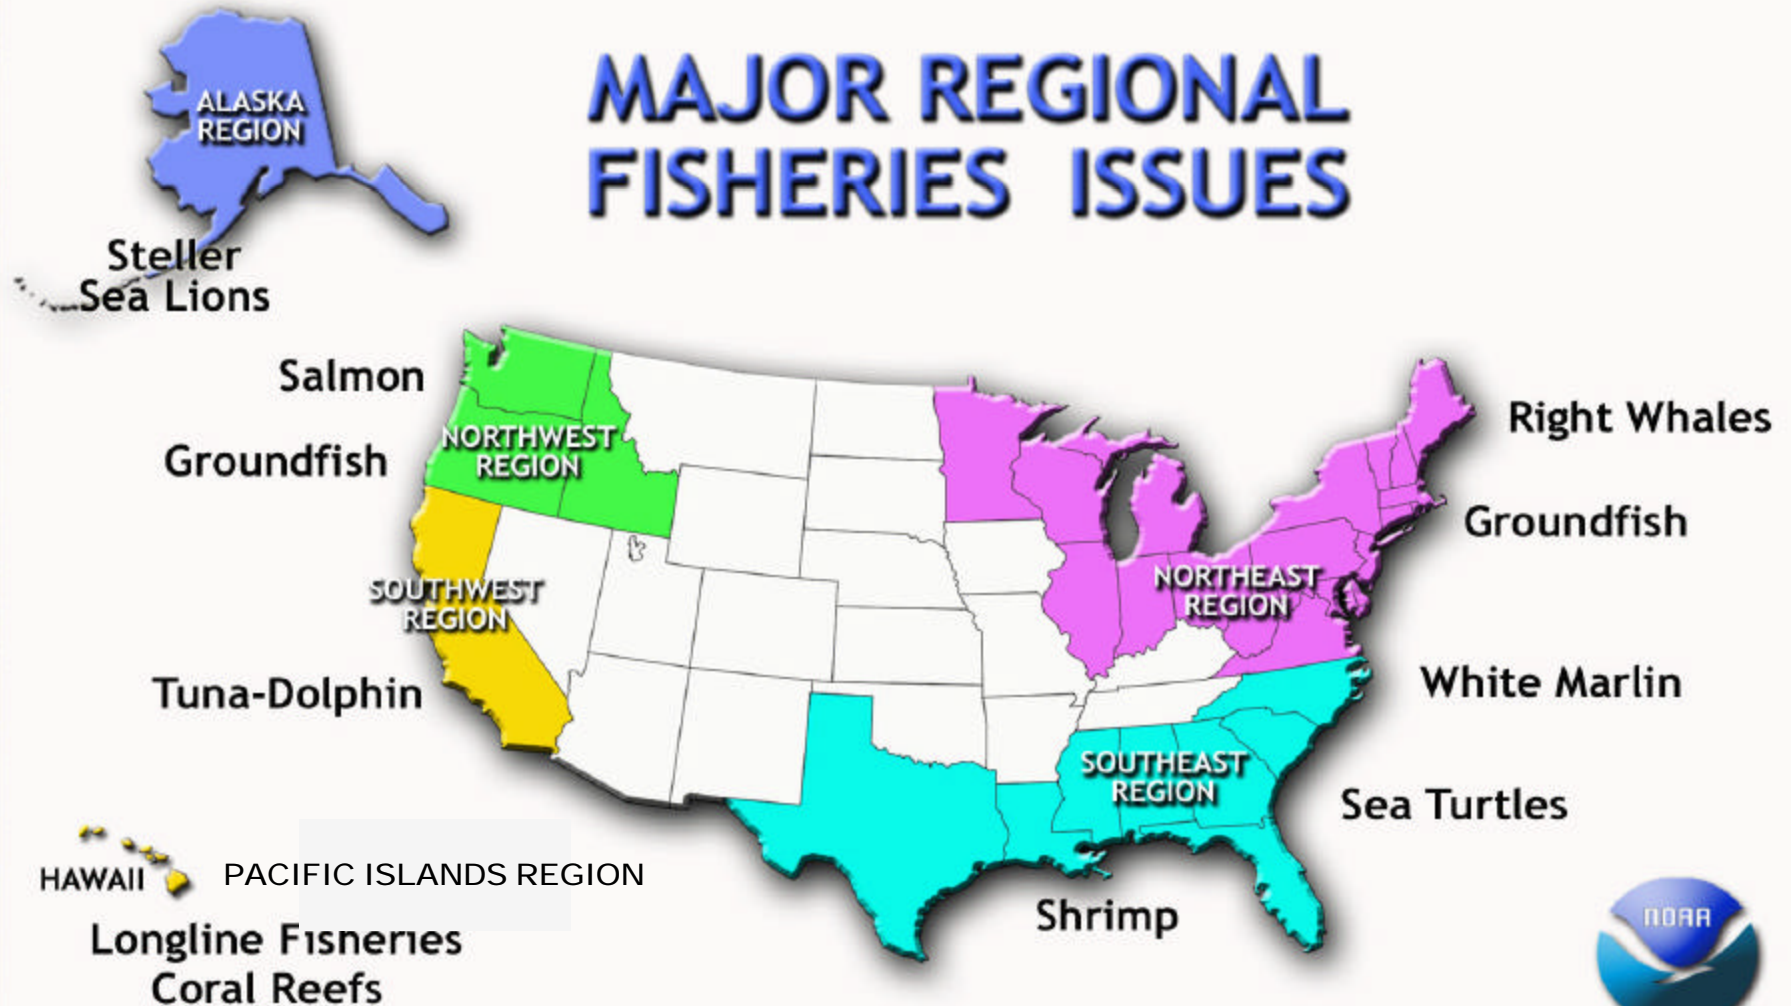 MAJOR REGIONAL
FISHERIES ISSUES
ALASKA
REGION
Steller
Sea Lions
Salmon
Groundfish
NORTHWEST
REGION
SOUTHWEST
REGION
Tuna-Dolphin
Right Whales
Groundfish
NORTHEAST
REGION
White Marlin
SOUTHEAST
REGION
Sea Turtles
Shrimp
HAWAII
PACIFIC ISLANDS REGION
Longline Fisheries
Coral Reefs
NOAA